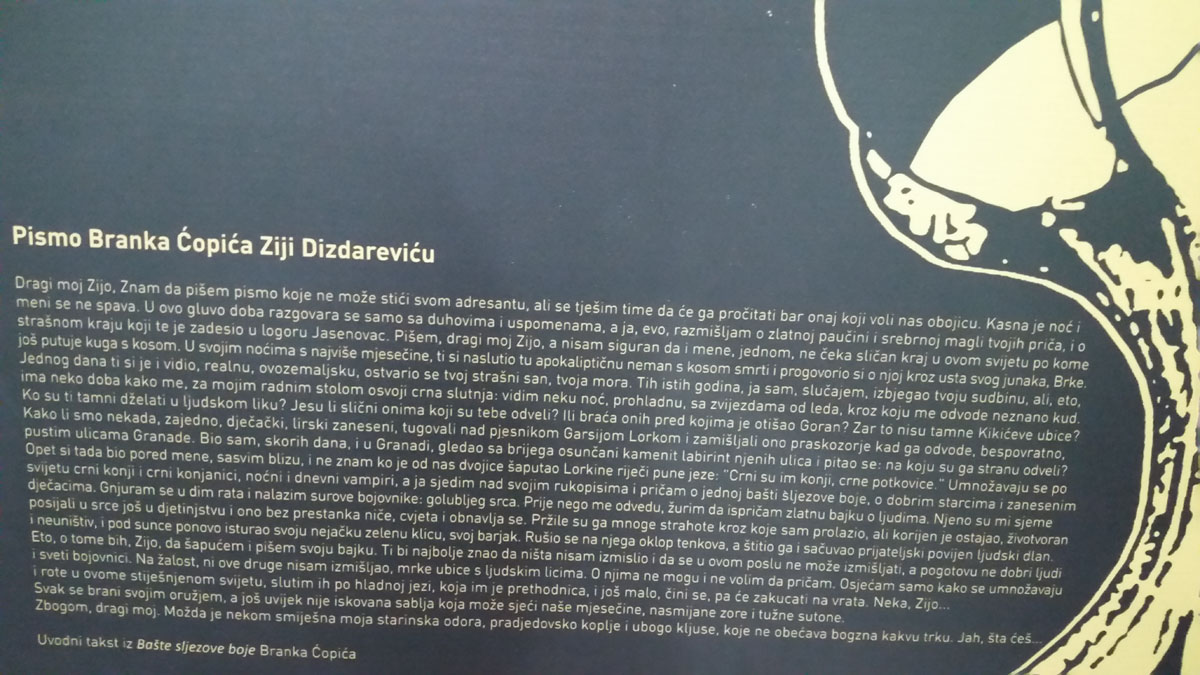 Pismo Branka Ćopića Ziji Dizdareviću
Dragi moj Zijo, Znam da pišem pismo koje ne može stići svom adresantu, ali se tješim time da će ga pročitati bar onaj koji voli nas obojicu. Kasna je noć i
meni se ne spava. U ovo gluvo doba razgovara se samo sa duhovima i uspomenama, a ja, evo, razmišljam o zlatnoj paučini i srebrnoj magli tvojih priča, i o
strašnom kraju koji te je zadesio u logoru Jasenovac. Pišem, dragi moj Zijo, a nisam siguran da i mene, jednom, ne čeka sličan kraj u ovom svijetu po kome
još putuje kuga s kosom. U svojim noćima s najviše mjesečine, ti si naslutio tu apokaliptičnu neman s kosom smrti i progovorio si o njoj kroz usta svog junaka, Brke.
Jednog dana ti si je i vidio, realnu, ovozemaljsku, ostvario se tvoj strašni san, tvoja mora. Tih istih godina, ja sam, slučajem, izbjegao tvoju sudbinu, ali, eto,
ima neko doba kako me, za mojim radnim stolom osvoji crna slutnja: vidim neku noć, prohladnu, sa zvijezdama od leda, kroz koju me odvode neznano kud.
Ko su ti tamni dželati u ljudskom liku? Jesu li slični onima koji su tebe odveli? Ili braća onih pred kojima je otišao Goran? Zar to nisu tamne Kikićeve ubice?
Kako li smo nekada, zajedno, dječački, lirski zaneseni, tugovali nad pjesnikom Garsijom Lorkom i zamišljali ono praskozorje kad ga odvode, bespovratno,
pustim ulicama Granade. Bio sam, skorih dana, i u Granadi, gledao sa brijega osunčani kamenit labirint njenih ulica i pitao se: na koju su ga stranu odveli?
Opet si tada bio pored mene, sasvim blizu, i ne znam ko je od nas dvojice šaputao Lorkine riječi pune jeze: "Crni su im konji, crne potkovice." Umnožavaju se po
svijetu crni konji i crni konjanici, noćni i dnevni vampiri, a ja sjedim nad svojim rukopisima i pričam o jednoj bašti sljezove boje, o dobrim starcima i zanesenim
dječacima. Gnjuram se u dim rata i nalazim surove bojovnike: golubljeg srca. Prije nego me odvedu, žurim da ispričam zlatnu bajku o ljudima. Njeno su mi sjeme
posijali u srce još u djetinjstvu i ono bez prestanka niče, cvjeta i obnavlja se. Pržile su ga mnoge strahote kroz koje sam prolazio, ali korijen je ostajao, životvoran
i neuništiv, i pod sunce ponovo isturao svoju nejačku zelenu klicu, svoj barjak. Rušio se na njega oklop tenkova, a štitio ga i sačuvao prijateljski povijen ljudski dlan.
Eto, o tome bih, Zijo, da šapućem i pišem svoju bajku. Ti bi najbolje znao da ništa nisam izmislio i da se u ovom poslu ne može izmišljati, a pogotovu ne dobri ljudi
i sveti bojovnici. Na žalost, ni ove druge nisam izmišljao, mrke ubice s ljudskim licima. O njima ne mogu i ne volim da pričam. Osjećam samo kako se umnožavaju
i rote u ovome stiješnjenom svijetu, slutim ih po hladnoj jezi, koja im je prethodnica, i još malo, čini se, pa će zakucati na vrata. Neka, Zijo...
Svak se brani svojim oružjem, a još uvijek nije iskovana sablja koja može sjeći naše mjesečine, nasmijane zore i tužne sutone.
Zbogom, dragi moj. Možda je nekom smiješna moja starinska odora, pradjedovsko koplje i ubogo kljuse, koje ne obećava bogzna kakvu trku. Jah, šta ćeš...
Uvodni takst iz Bašte sljezove boje Branka Ćopića